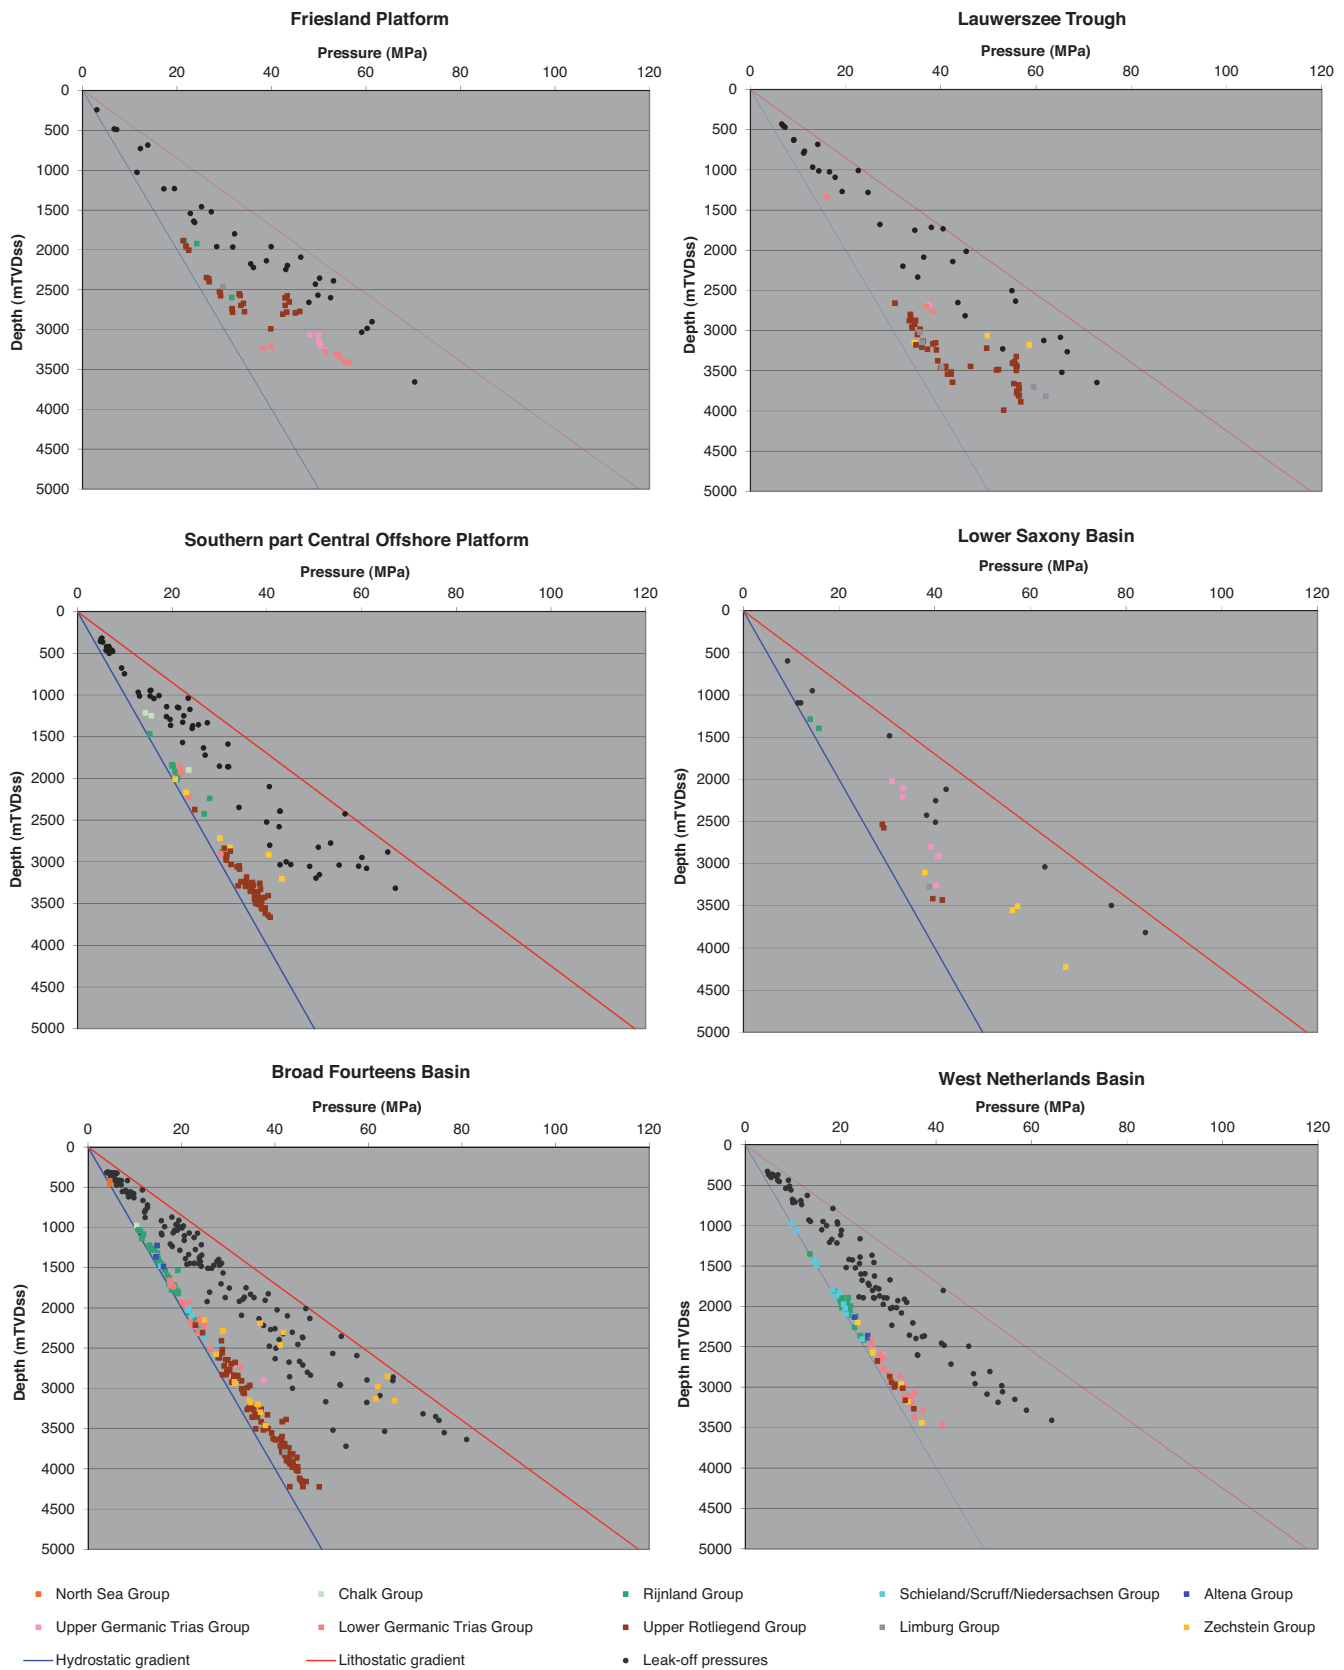 Friesland Platform
Pressure (MPa)
0 20 40 60 80 100 120
0
500
1000
1500
2000
2500
3000
3500
4000
4500
5000
Depth (mTVDss)
Lauwerszee Trough
Pressure (MPa)
0 20 40 60 80 100 120
0
500
1000
1500
2000
2500
3000
3500
4000
4500
5000
Depth (mTVDss)
Southern part Central Offshore Platform
Pressure (MPa)
0 20 40 60 80 100 120
0
500
1000
1500
2000
2500
3000
3500
4000
4500
5000
Depth (mTVDss)
Lower Saxony Basin
Pressure (MPa)
0 20 40 60 80 100 120
0
500
1000
1500
2000
2500
3000
3500
4000
4500
5000
Depth (mTVDss)
Broad Fourteens Basin
Pressure (MPa)
0 20 40 60 80 100 120
0
500
1000
1500
2000
2500
3000
3500
4000
4500
5000
Depth (mTVDss)
West Netherlands Basin
Pressure (MPa)
0 20 40 60 80 100 120
0
500
1000
1500
2000
2500
3000
3500
4000
4500
5000
Depth mTVDss
North Sea Group Chalk Group Rijnland Group Schieland/Scruff/Niedersachsen Group Altena Group
Upper Germanic Trias Group Lower Germanic Trias Group Upper Rotliegend Group Limburg Group Zechstein Group
Hydrostatic gradient Lithostatic gradient Leak-off pressures